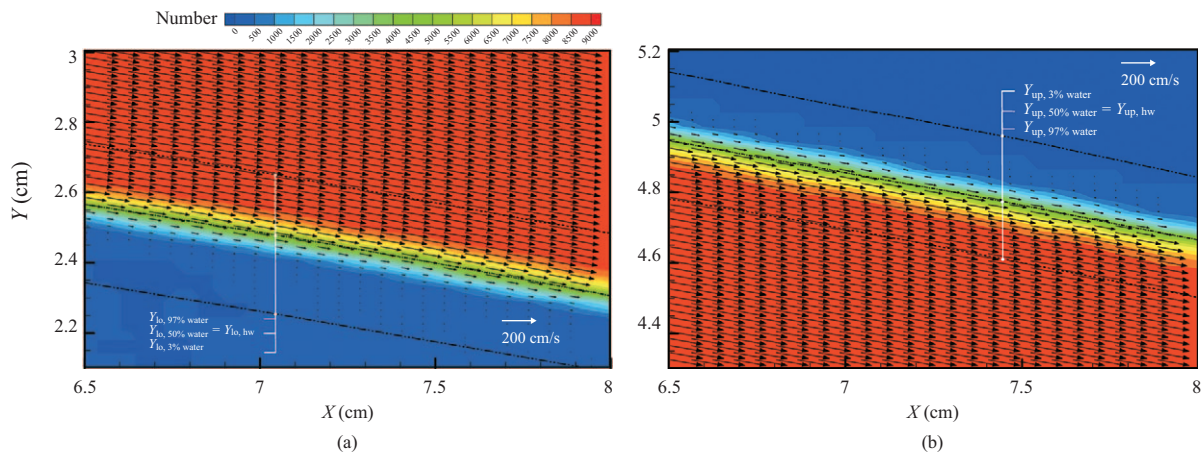 Number
0 500 1000 1500 2000 2500 3000 3500 4000 4500 5000 5500 6000 6500 7000 7500 8000 8500 9000
3
2.8
2.6
2.4
2.2
Y (cm)
Y_lo, 97% water
Y_lo, 50% water = Y_lo, hw
Y_lo, 3% water
200 cm/s
6.5 7 7.5 8
X (cm)
(a)
5.2
5
4.8
4.6
4.4
200 cm/s
Y_up, 3% water
Y_up, 50% water = Y_up, hw
Y_up, 97% water
6.5 7 7.5 8
X (cm)
(b)